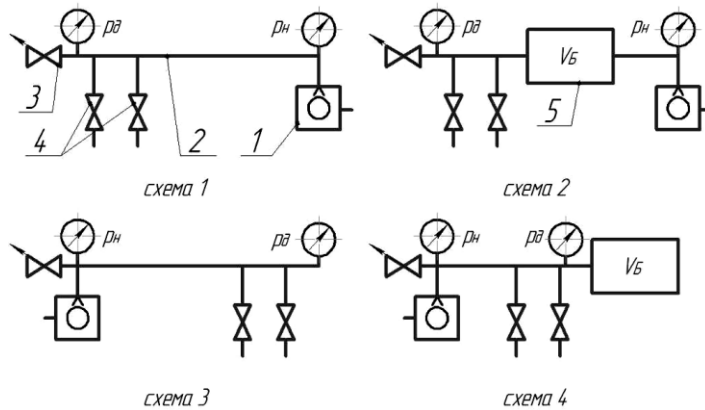 pд pн
3 4 2 1
схема 1
pд VБ pн
5
схема 2
pн pд
схема 3
pн pд VБ
схема 4